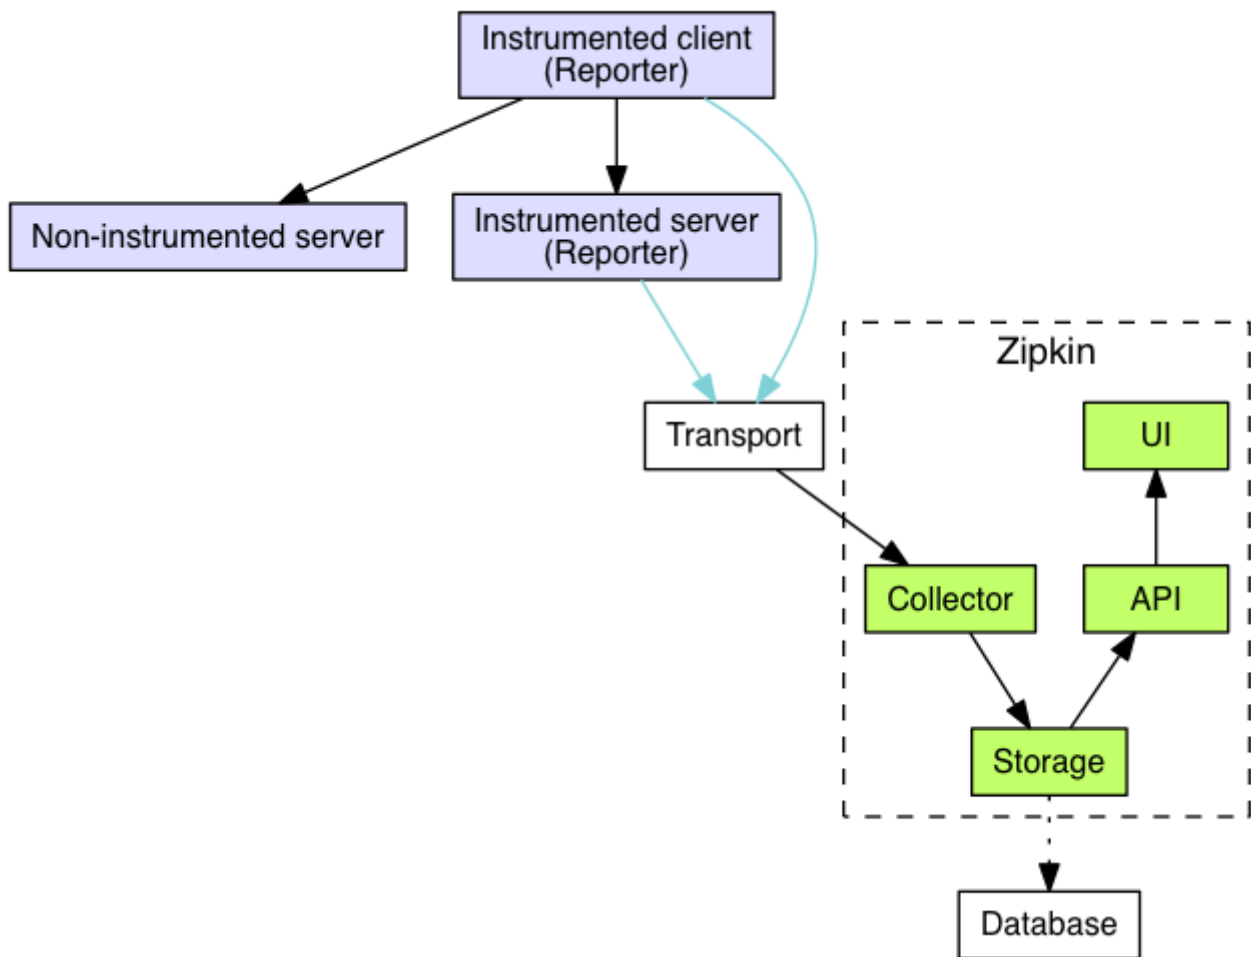 Instrumented client
(Reporter)
Non-instrumented server
Instrumented server
(Reporter)
Zipkin
Transport
UI
Collector
API
Storage
Database